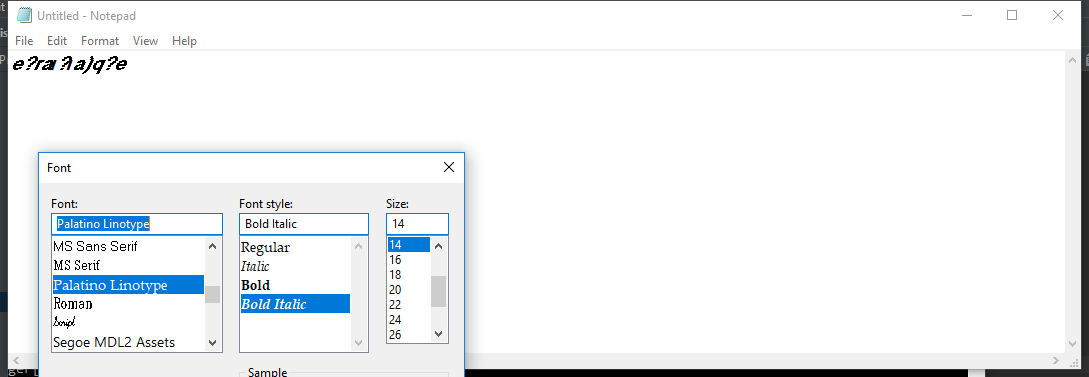 Untitled - Notepad
File Edit Format View Help
Font
Font: Font style: Size:
Palatino Linotype Bold Italic 14
MS Sans Serif Regular 14
MS Serif Italic 16
Palatino Linotype Bold 18
Roman Bold Italic 20
Script 22
Segoe MDL2 Assets 24
26
Sample